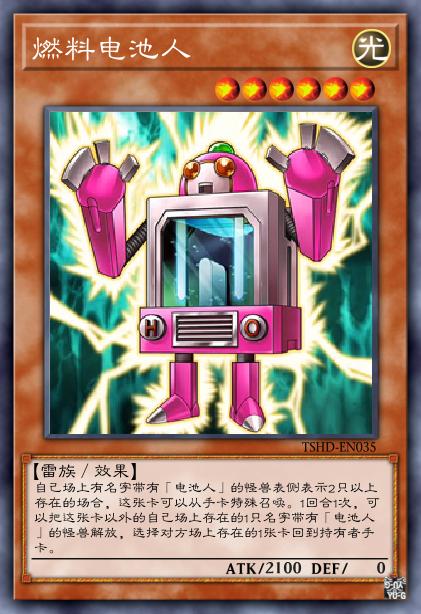 燃料电池人
光
H O
TSHD-EN035
【雷族／效果】
自己场上有名字带有「电池人」的怪兽表侧表示2只以上
存在的场合，这张卡可以从手卡特殊召唤。1回合1次，可
以把这张卡以外的自己场上存在的1只名字带有「电池人
」的怪兽解放，选择对方场上存在的1张卡回到持有者手
卡。
ATK/2100 DEF/ 0